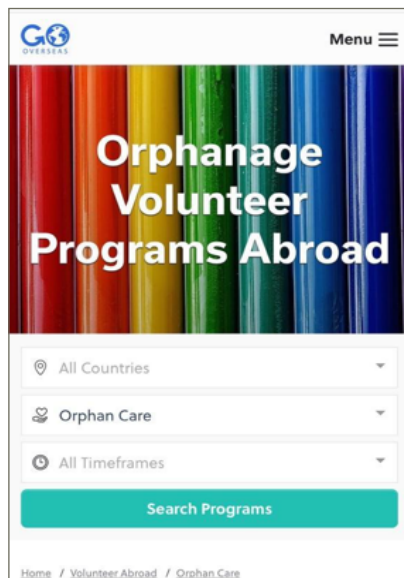 GO
OVERSEAS
Menu
Orphanage
Volunteer
Programs Abroad
All Countries
Orphan Care
All Timeframes
Search Programs
Home / Volunteer Abroad / Orphan Care